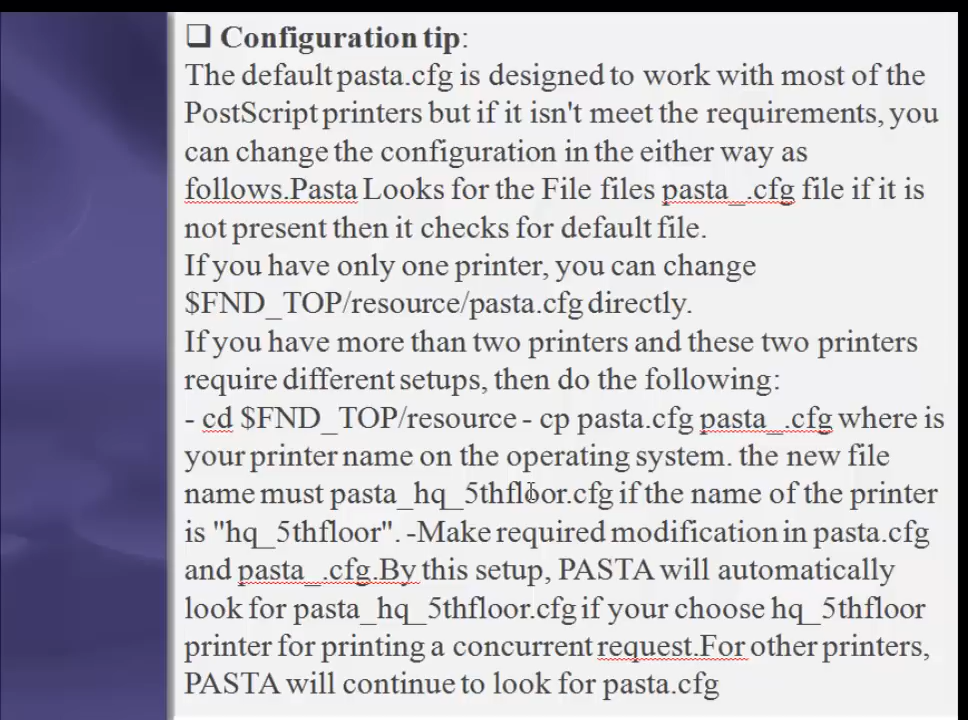 ❑ Configuration tip:
The default pasta.cfg is designed to work with most of the
PostScript printers but if it isn't meet the requirements, you
can change the configuration in the either way as
follows.Pasta Looks for the File files pasta_.cfg file if it is
not present then it checks for default file.
If you have only one printer, you can change
$FND_TOP/resource/pasta.cfg directly.
If you have more than two printers and these two printers
require different setups, then do the following:
- cd $FND_TOP/resource - cp pasta.cfg pasta_.cfg where is
your printer name on the operating system. the new file
name must pasta_hq_5thfloor.cfg if the name of the printer
is "hq_5thfloor". -Make required modification in pasta.cfg
and pasta_.cfg.By this setup, PASTA will automatically
look for pasta_hq_5thfloor.cfg if your choose hq_5thfloor
printer for printing a concurrent request.For other printers,
PASTA will continue to look for pasta.cfg